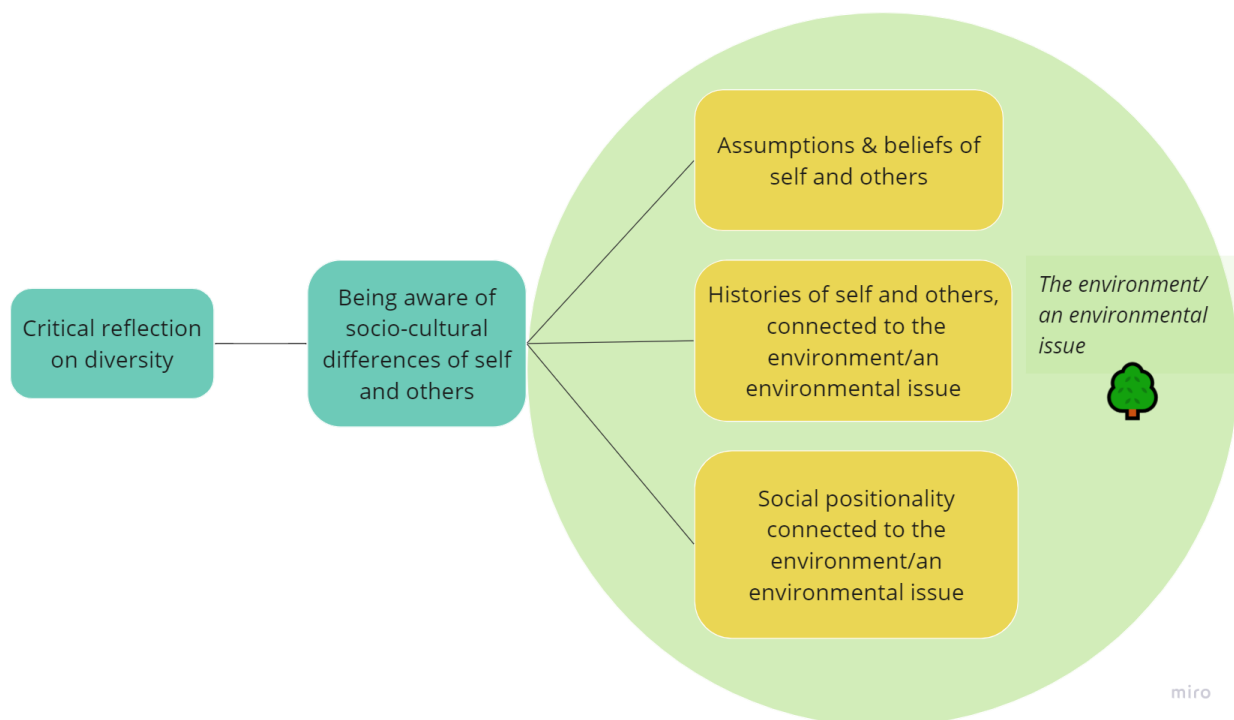 Critical reflection
on diversity
Being aware of
socio-cultural
differences of self
and others
Assumptions & beliefs of
self and others
Histories of self and others,
connected to the
environment/an
environmental issue
Social positionality
connected to the
environment/an
environmental issue
The environment/
an environmental
issue
miro